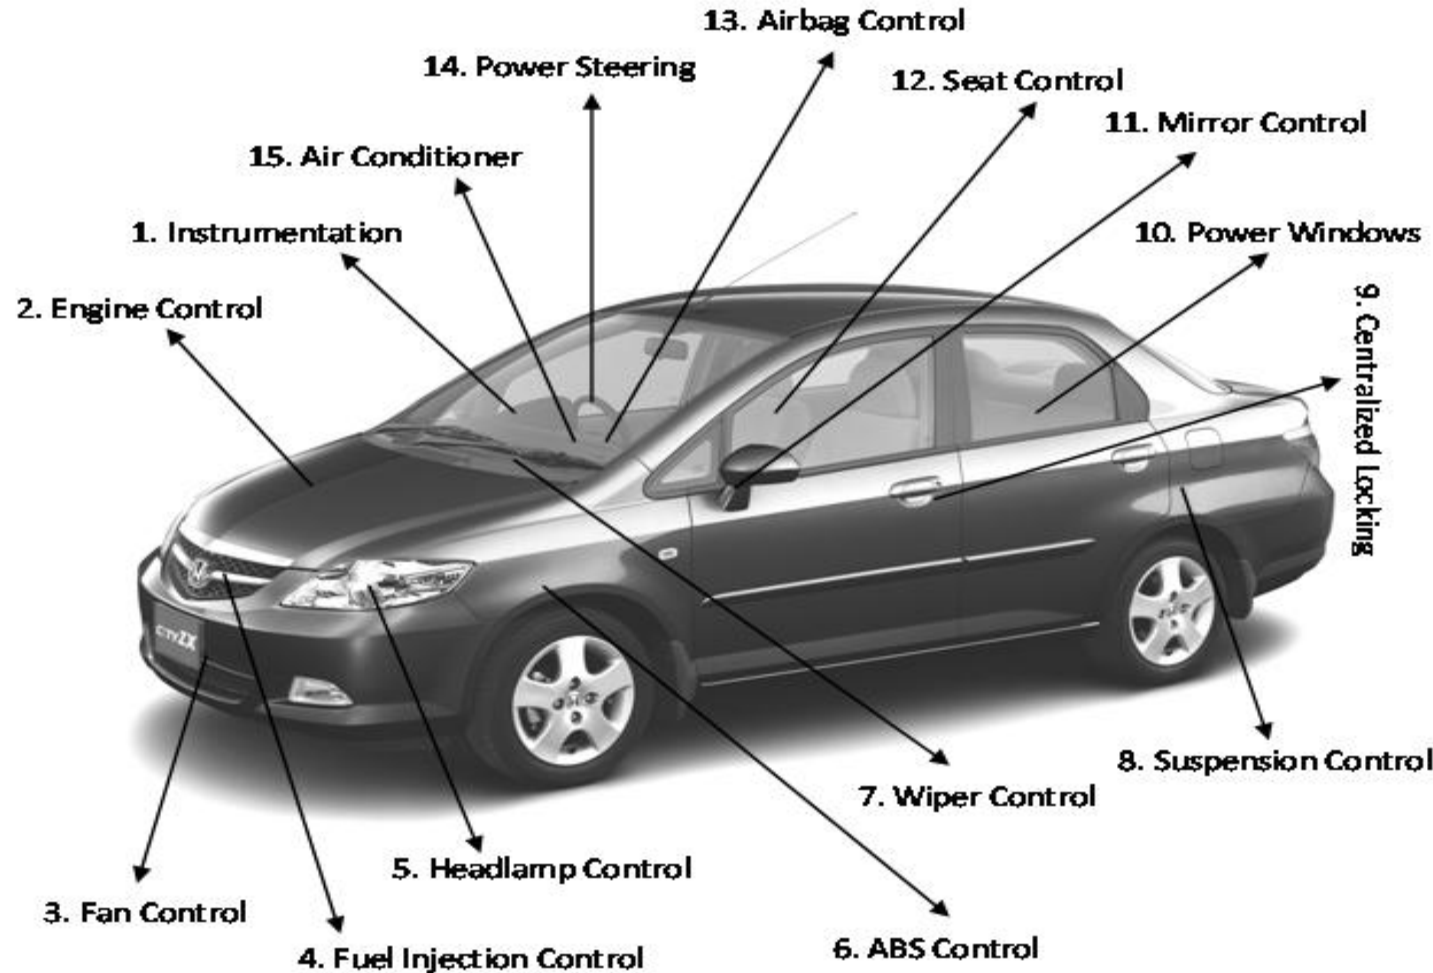 13. Airbag Control
14. Power Steering
12. Seat Control
11. Mirror Control
15. Air Conditioner
1. Instrumentation
10. Power Windows
2. Engine Control
9. Centralized Locking
CITY ZX
8. Suspension Control
7. Wiper Control
5. Headlamp Control
3. Fan Control
6. ABS Control
4. Fuel Injection Control